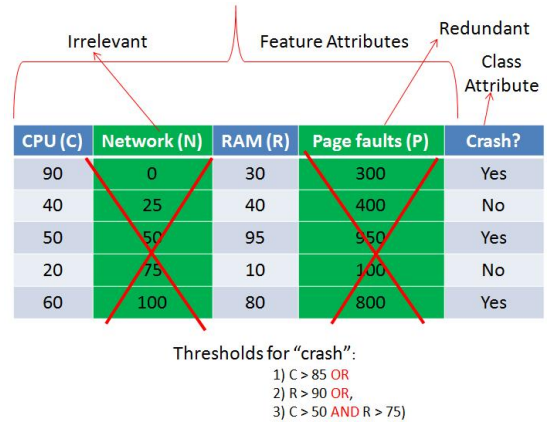 Irrelevant
Feature Attributes
Redundant
Class
Attribute
CPU (C) Network (N) RAM (R) Page faults (P) Crash?
90 0 30 300 Yes
40 25 40 400 No
50 50 95 950 Yes
20 75 10 100 No
60 100 80 800 Yes
Thresholds for “crash”:
1) C > 85 OR
2) R > 90 OR,
3) C > 50 AND R > 75)